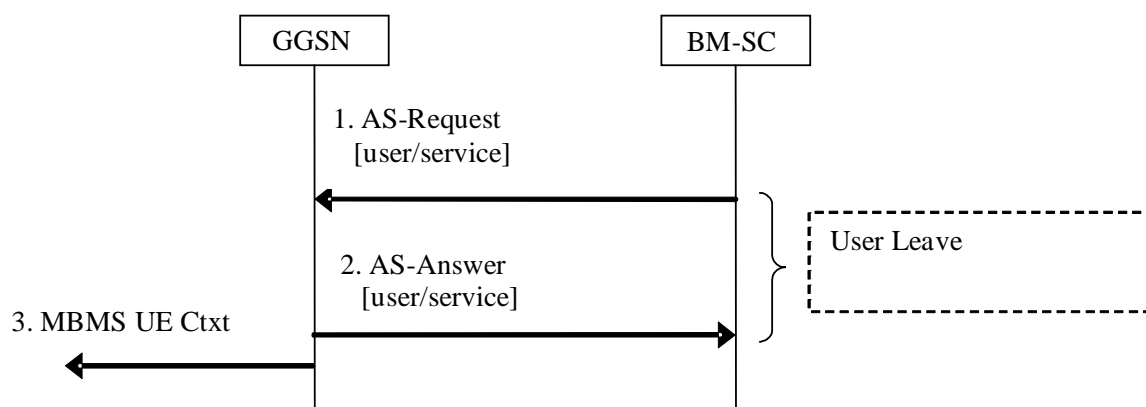 GGSN
BM-SC
1. AS-Request
[user/service]
User Leave
2. AS-Answer
[user/service]
3. MBMS UE Ctxt